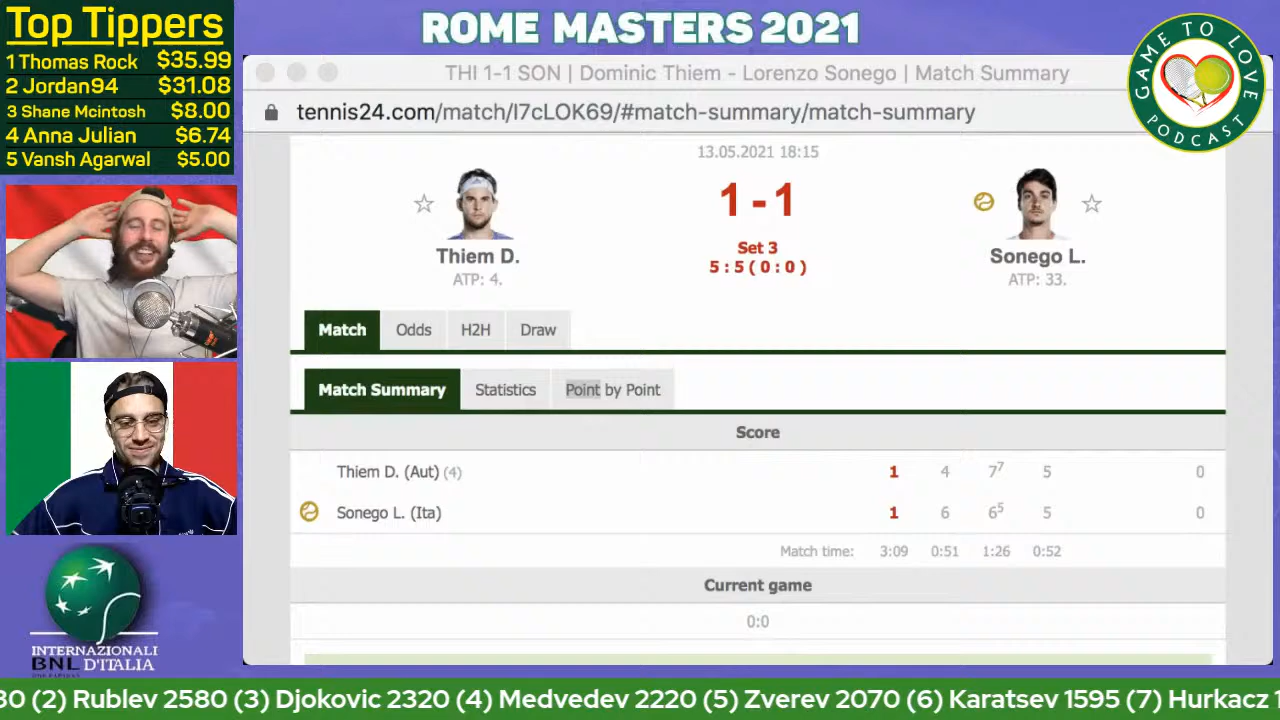 Top Tippers
1 Thomas Rock $35.99
2 Jordan94 $31.08
3 Shane Mcintosh $8.00
4 Anna Julian $6.74
5 Vansh Agarwal $5.00
ROME MASTERS 2021
GAME TO LOVE
PODCAST
THI 1-1 SON | Dominic Thiem - Lorenzo Sonego | Match Summary
tennis24.com/match/I7cLOK69/#match-summary/match-summary
13.05.2021 18:15
1 - 1
Set 3
5 : 5 ( 0 : 0 )
Thiem D.
ATP: 4.
Sonego L.
ATP: 33.
Match Odds H2H Draw
Match Summary Statistics Point by Point
Score
Thiem D. (Aut) (4) 1 4 7⁷ 5 0
Sonego L. (Ita) 1 6 6⁵ 5 0
Match time: 3:09 0:51 1:26 0:52
Current game
0:0
INTERNAZIONALI
BNL D'ITALIA
30 (2) Rublev 2580 (3) Djokovic 2320 (4) Medvedev 2220 (5) Zverev 2070 (6) Karatsev 1595 (7) Hurkacz 1